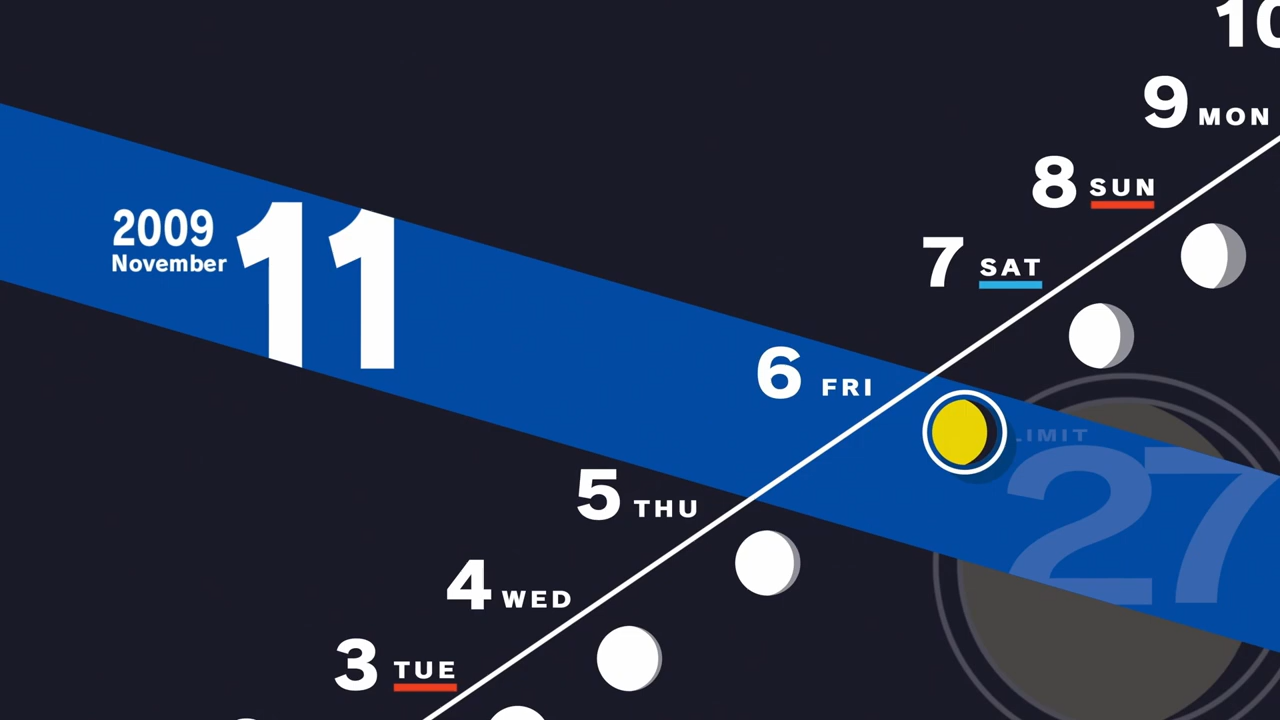 10
9 MON
8 SUN
7 SAT
2009
November
11
6 FRI
LIMIT
27
5 THU
4 WED
3 TUE